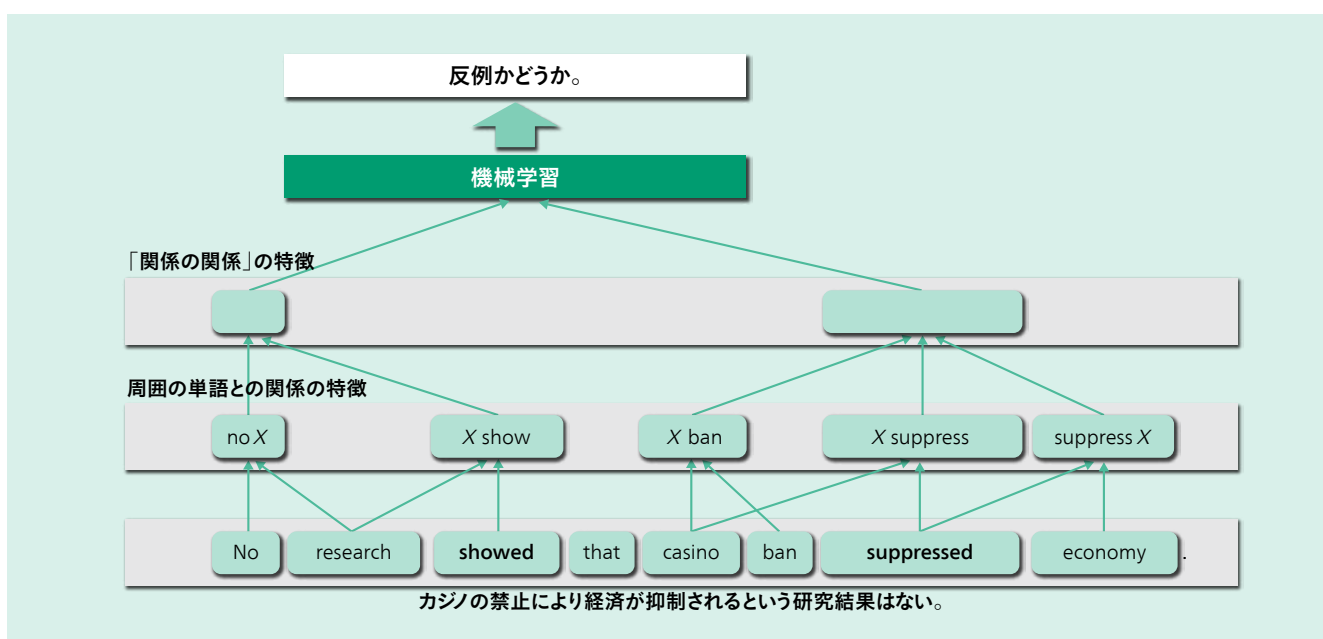 反例かどうか。
機械学習
「関係の関係」の特徴
周囲の単語との関係の特徴
no X X show X ban X suppress suppress X
No research showed that casino ban suppressed economy .
カジノの禁止により経済が抑制されるという研究結果はない。